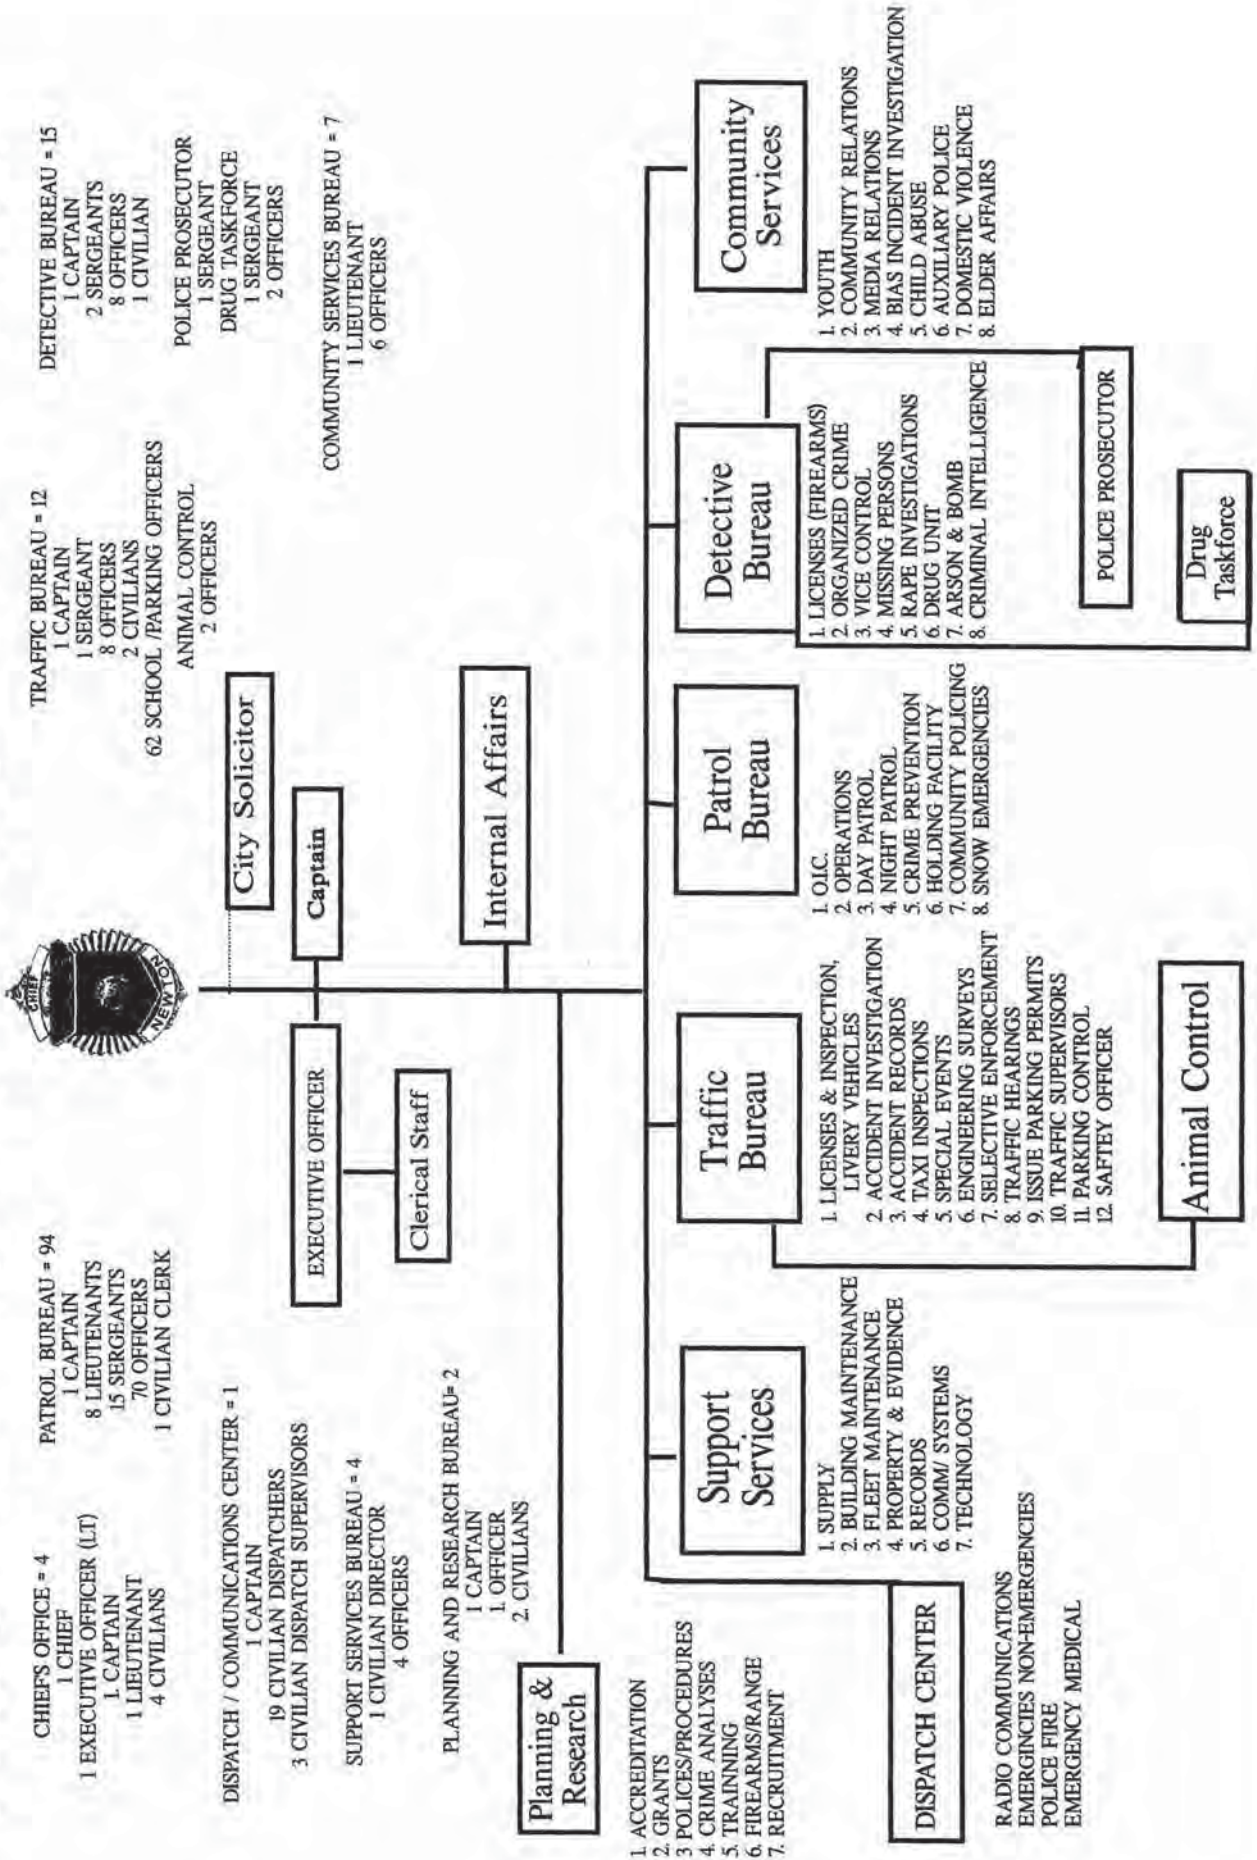 CHIEF
NEWTON
CHIEF'S OFFICE = 4
1 CHIEF
1 EXECUTIVE OFFICER (LT)
1. CAPTAIN
1 LIEUTENANT
4 CIVILIANS
PATROL BUREAU = 94
1 CAPTAIN
8 LIEUTENANTS
15 SERGEANTS
70 OFFICERS
1 CIVILIAN CLERK
DISPATCH / COMMUNICATIONS CENTER = 1
1 CAPTAIN
19 CIVILIAN DISPATCHERS
3 CIVILIAN DISPATCH SUPERVISORS
SUPPORT SERVICES BUREAU = 4
1 CIVILIAN DIRECTOR
4 OFFICERS
PLANNING AND RESEARCH BUREAU= 2
1 CAPTAIN
1. OFFICER
2. CIVILIANS
TRAFFIC BUREAU = 12
1 CAPTAIN
1 SERGEANT
8 OFFICERS
2 CIVILIANS
62 SCHOOL /PARKING OFFICERS
ANIMAL CONTROL
2 OFFICERS
DETECTIVE BUREAU = 15
1 CAPTAIN
2 SERGEANTS
8 OFFICERS
1 CIVILIAN
POLICE PROSECUTOR
1 SERGEANT
DRUG TASKFORCE
1 SERGEANT
2 OFFICERS
COMMUNITY SERVICES BUREAU = 7
1 LIEUTENANT
6 OFFICERS
City Solicitor
EXECUTIVE OFFICER
Captain
Clerical Staff
Internal Affairs
Planning &
Research
1. ACCREDITATION
2. GRANTS
3 POLICES/PROCEDURES
4. CRIME ANALYSES
5. TRAINNING
6. FIREARMS/RANGE
7. RECRUITMENT
DISPATCH CENTER
RADIO COMMUNICATIONS
EMERGENCIES NON-EMERGENCIES
POLICE FIRE
EMERGENCY MEDICAL
Support
Services
1. SUPPLY
2. BUILDING MAINTENANCE
3. FLEET MAINTENANCE
4. PROPERTY & EVIDENCE
5. RECORDS
6. COMM/ SYSTEMS
7. TECHNOLOGY
Traffic
Bureau
1. LICENSES & INSPECTION,
LIVERY VEHICLES
2. ACCIDENT INVESTIGATION
3. ACCIDENT RECORDS
4. TAXI INSPECTIONS
5. SPECIAL EVENTS
6. ENGINEERING SURVEYS
7. SELECTIVE ENFORCEMENT
8. TRAFFIC HEARINGS
9. ISSUE PARKING PERMITS
10. TRAFFIC SUPERVISORS
11. PARKING CONTROL
12. SAFTEY OFFICER
Animal Control
Patrol
Bureau
1. O.I.C.
2. OPERATIONS
3. DAY PATROL
4. NIGHT PATROL
5. CRIME PREVENTION
6. HOLDING FACILITY
7. COMMUNITY POLICING
8. SNOW EMERGENCIES
Detective
Bureau
1. LICENSES (FIREARMS)
2. ORGANIZED CRIME
3. VICE CONTROL
4. MISSING PERSONS
5. RAPE INVESTIGATIONS
6. DRUG UNIT
7. ARSON & BOMB
8. CRIMINAL INTELLIGENCE
POLICE PROSECUTOR
Drug
Taskforce
Community
Services
1. YOUTH
2. COMMUNITY RELATIONS
3. MEDIA RELATIONS
4. BIAS INCIDENT INVESTIGATION
5. CHILD ABUSE
6. AUXILIARY POLICE
7. DOMESTIC VIOLENCE
8. ELDER AFFAIRS